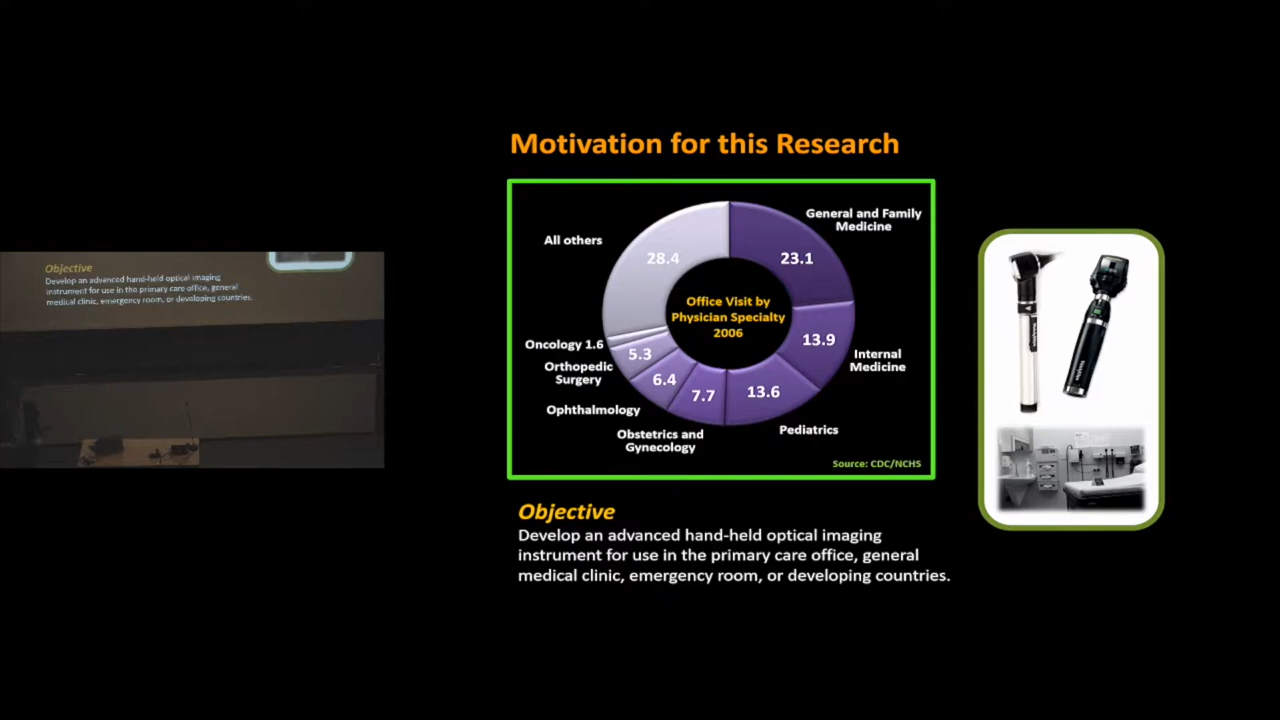 Motivation for this Research
General and Family
Medicine
All others
28.4
23.1
Office Visit by
Physician Specialty
2006
Oncology 1.6
5.3
13.9
Internal
Medicine
Orthopedic
Surgery
6.4
7.7
13.6
Ophthalmology
Obstetrics and
Gynecology
Pediatrics
Source: CDC/NCHS
Objective
Develop an advanced hand-held optical imaging
instrument for use in the primary care office, general
medical clinic, emergency room, or developing countries.
Objective
Develop an advanced hand-held optical imaging
instrument for use in the primary care office, general
medical clinic, emergency room, or developing countries.